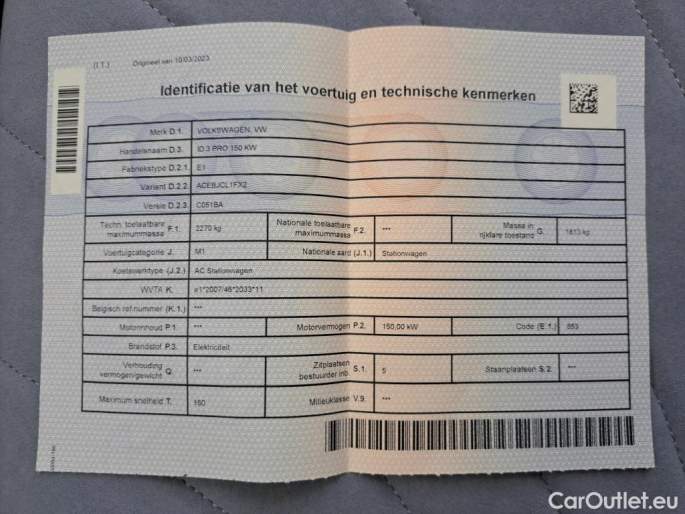 (I.T.) Origineel van 10/03/2023
Identificatie van het voertuig en technische kenmerken
Merk D.1. VOLKSWAGEN, VW
Handelsnaam D.3. ID.3 PRO 150 KW
Fabriekstype D.2.1. E1
Variant D.2.2. ACEBJCL1FX2
Versie D.2.3. C051BA
Techn. toelaatbare maximummassa F.1. 2270 kg Nationale toelaatbare maximummassa F.2. *** Massa in rijklare toestand G. 1813 kg
Voertuigcategorie J. M1 Nationale aard (J.1.) Stationwagen
Koetswerktype (J.2.) AC Stationwagen
WVTA K. e1*2007/46*2033*11
Belgisch ref.nummer (K.1.) ***
Motorinhoud P.1. *** Motorvermogen P.2. 150,00 kW Code (E 1.) 853
Brandstof P.3. Elektriciteit
Verhouding vermogen/gewicht Q. *** Zitplaatsen bestuurder inb. S.1. 5 Staanplaatsen S.2. ***
Maximum snelheid T. 160 Milieuklasse V.9. ***
CarOutlet.eu